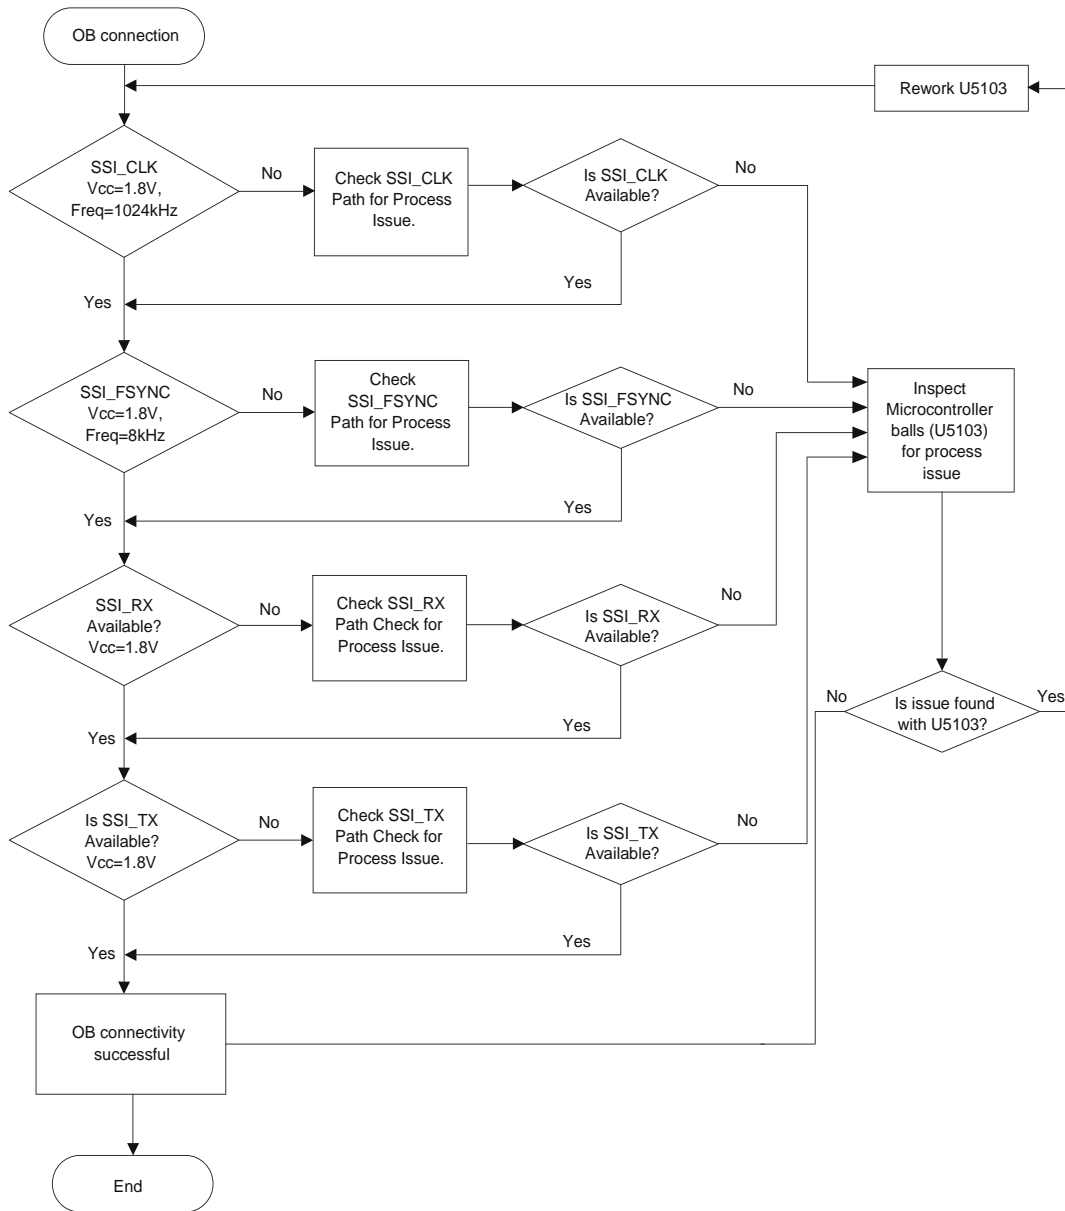 OB connection
Rework U5103
SSI_CLK
Vcc=1.8V,
Freq=1024kHz
No
Check SSI_CLK
Path for Process
Issue.
Is SSI_CLK
Available?
No
Yes
Yes
SSI_FSYNC
Vcc=1.8V,
Freq=8kHz
No
Check
SSI_FSYNC
Path for Process
Issue.
Is SSI_FSYNC
Available?
No
Inspect
Microcontroller
balls (U5103)
for process
issue
Yes
Yes
SSI_RX
Available?
Vcc=1.8V
No
Check SSI_RX
Path Check for
Process Issue.
Is SSI_RX
Available?
No
Yes
Yes
No
Is issue found
with U5103?
Yes
Is SSI_TX
Available?
Vcc=1.8V
No
Check SSI_TX
Path Check for
Process Issue.
Is SSI_TX
Available?
No
Yes
Yes
OB connectivity
successful
End